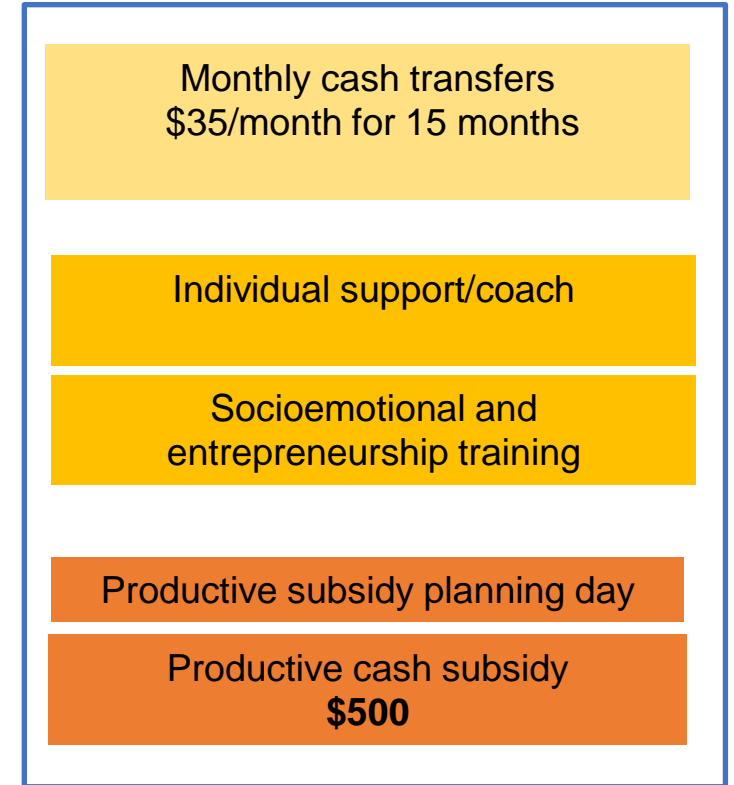 Monthly cash transfers
$35/month for 15 months
Individual support/coach
Socioemotional and
entrepreneurship training
Productive subsidy planning day
Productive cash subsidy
$500